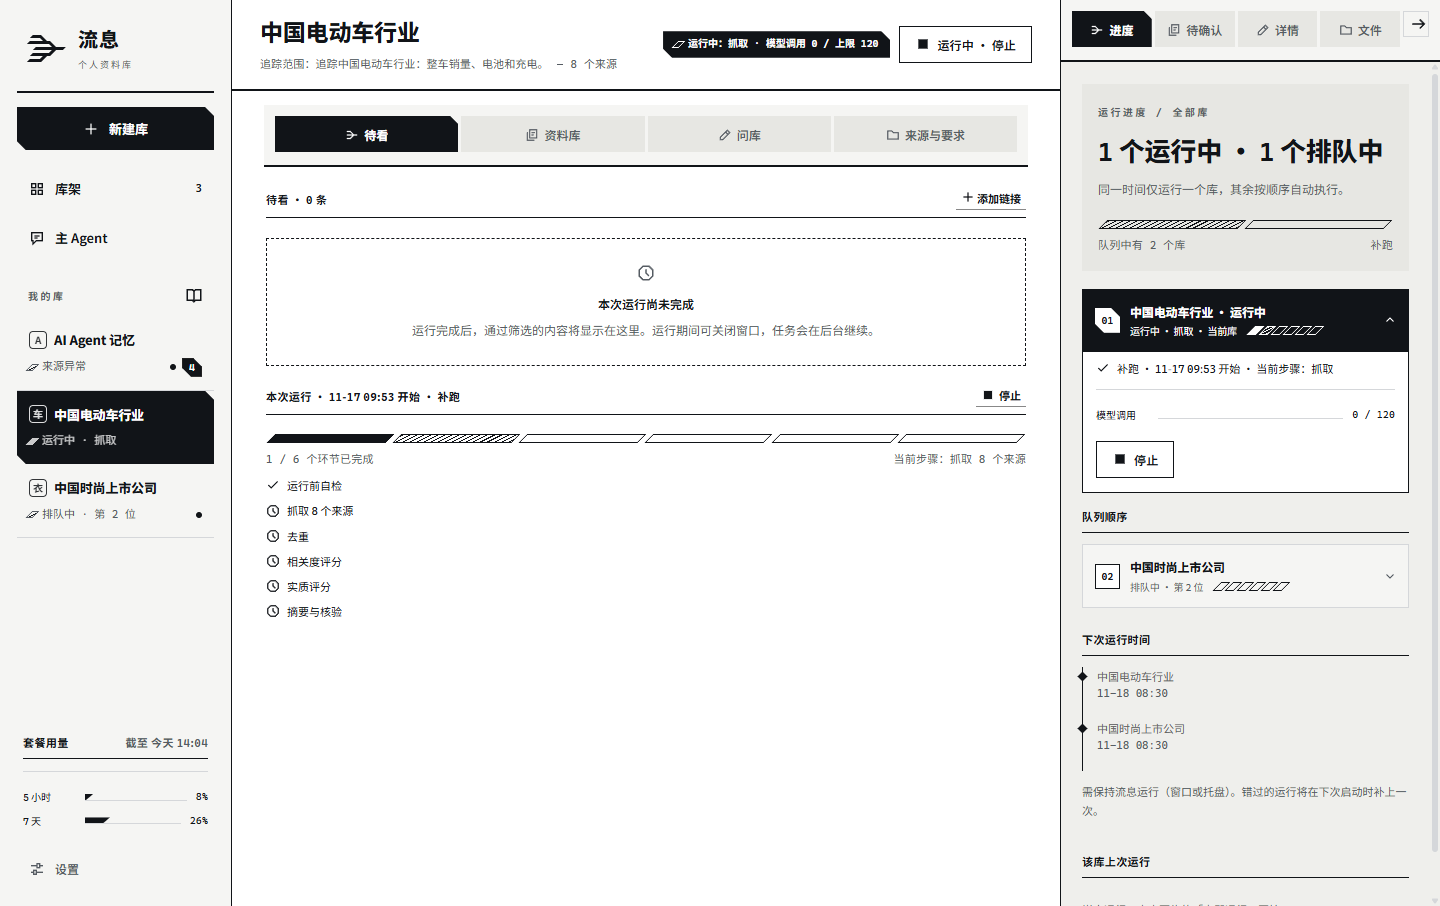 流息
个人资料库
新建库
库架 3
主 Agent
我的库
A AI Agent 记忆
来源异常 4
车 中国电动车行业
运行中 · 抓取
衣 中国时尚上市公司
排队中 · 第 2 位
套餐用量 截至 今天 14:04
5 小时 8%
7 天 26%
设置
中国电动车行业
追踪范围：追踪中国电动车行业：整车销量、电池和充电。 — 8 个来源
运行中：抓取 · 模型调用 0 / 上限 120
运行中 · 停止
待看
资料库
问库
来源与要求
待看 · 0 条
添加链接
本次运行尚未完成
运行完成后，通过筛选的内容将显示在这里。运行期间可关闭窗口，任务会在后台继续。
本次运行 · 11-17 09:53 开始 · 补跑
停止
1 / 6 个环节已完成
当前步骤：抓取 8 个来源
运行前自检
抓取 8 个来源
去重
相关度评分
实质评分
摘要与核验
进度
待确认
详情
文件
运行进度 / 全部库
1 个运行中 · 1 个排队中
同一时间仅运行一个库，其余按顺序自动执行。
队列中有 2 个库
补跑
01 中国电动车行业 · 运行中
运行中 · 抓取 · 当前库
补跑 · 11-17 09:53 开始 · 当前步骤：抓取
模型调用 0 / 120
停止
队列顺序
02 中国时尚上市公司
排队中 · 第 2 位
下次运行时间
中国电动车行业
11-18 08:30
中国时尚上市公司
11-18 08:30
需保持流息运行（窗口或托盘）。错过的运行将在下次启动时补上一
次。
该库上次运行